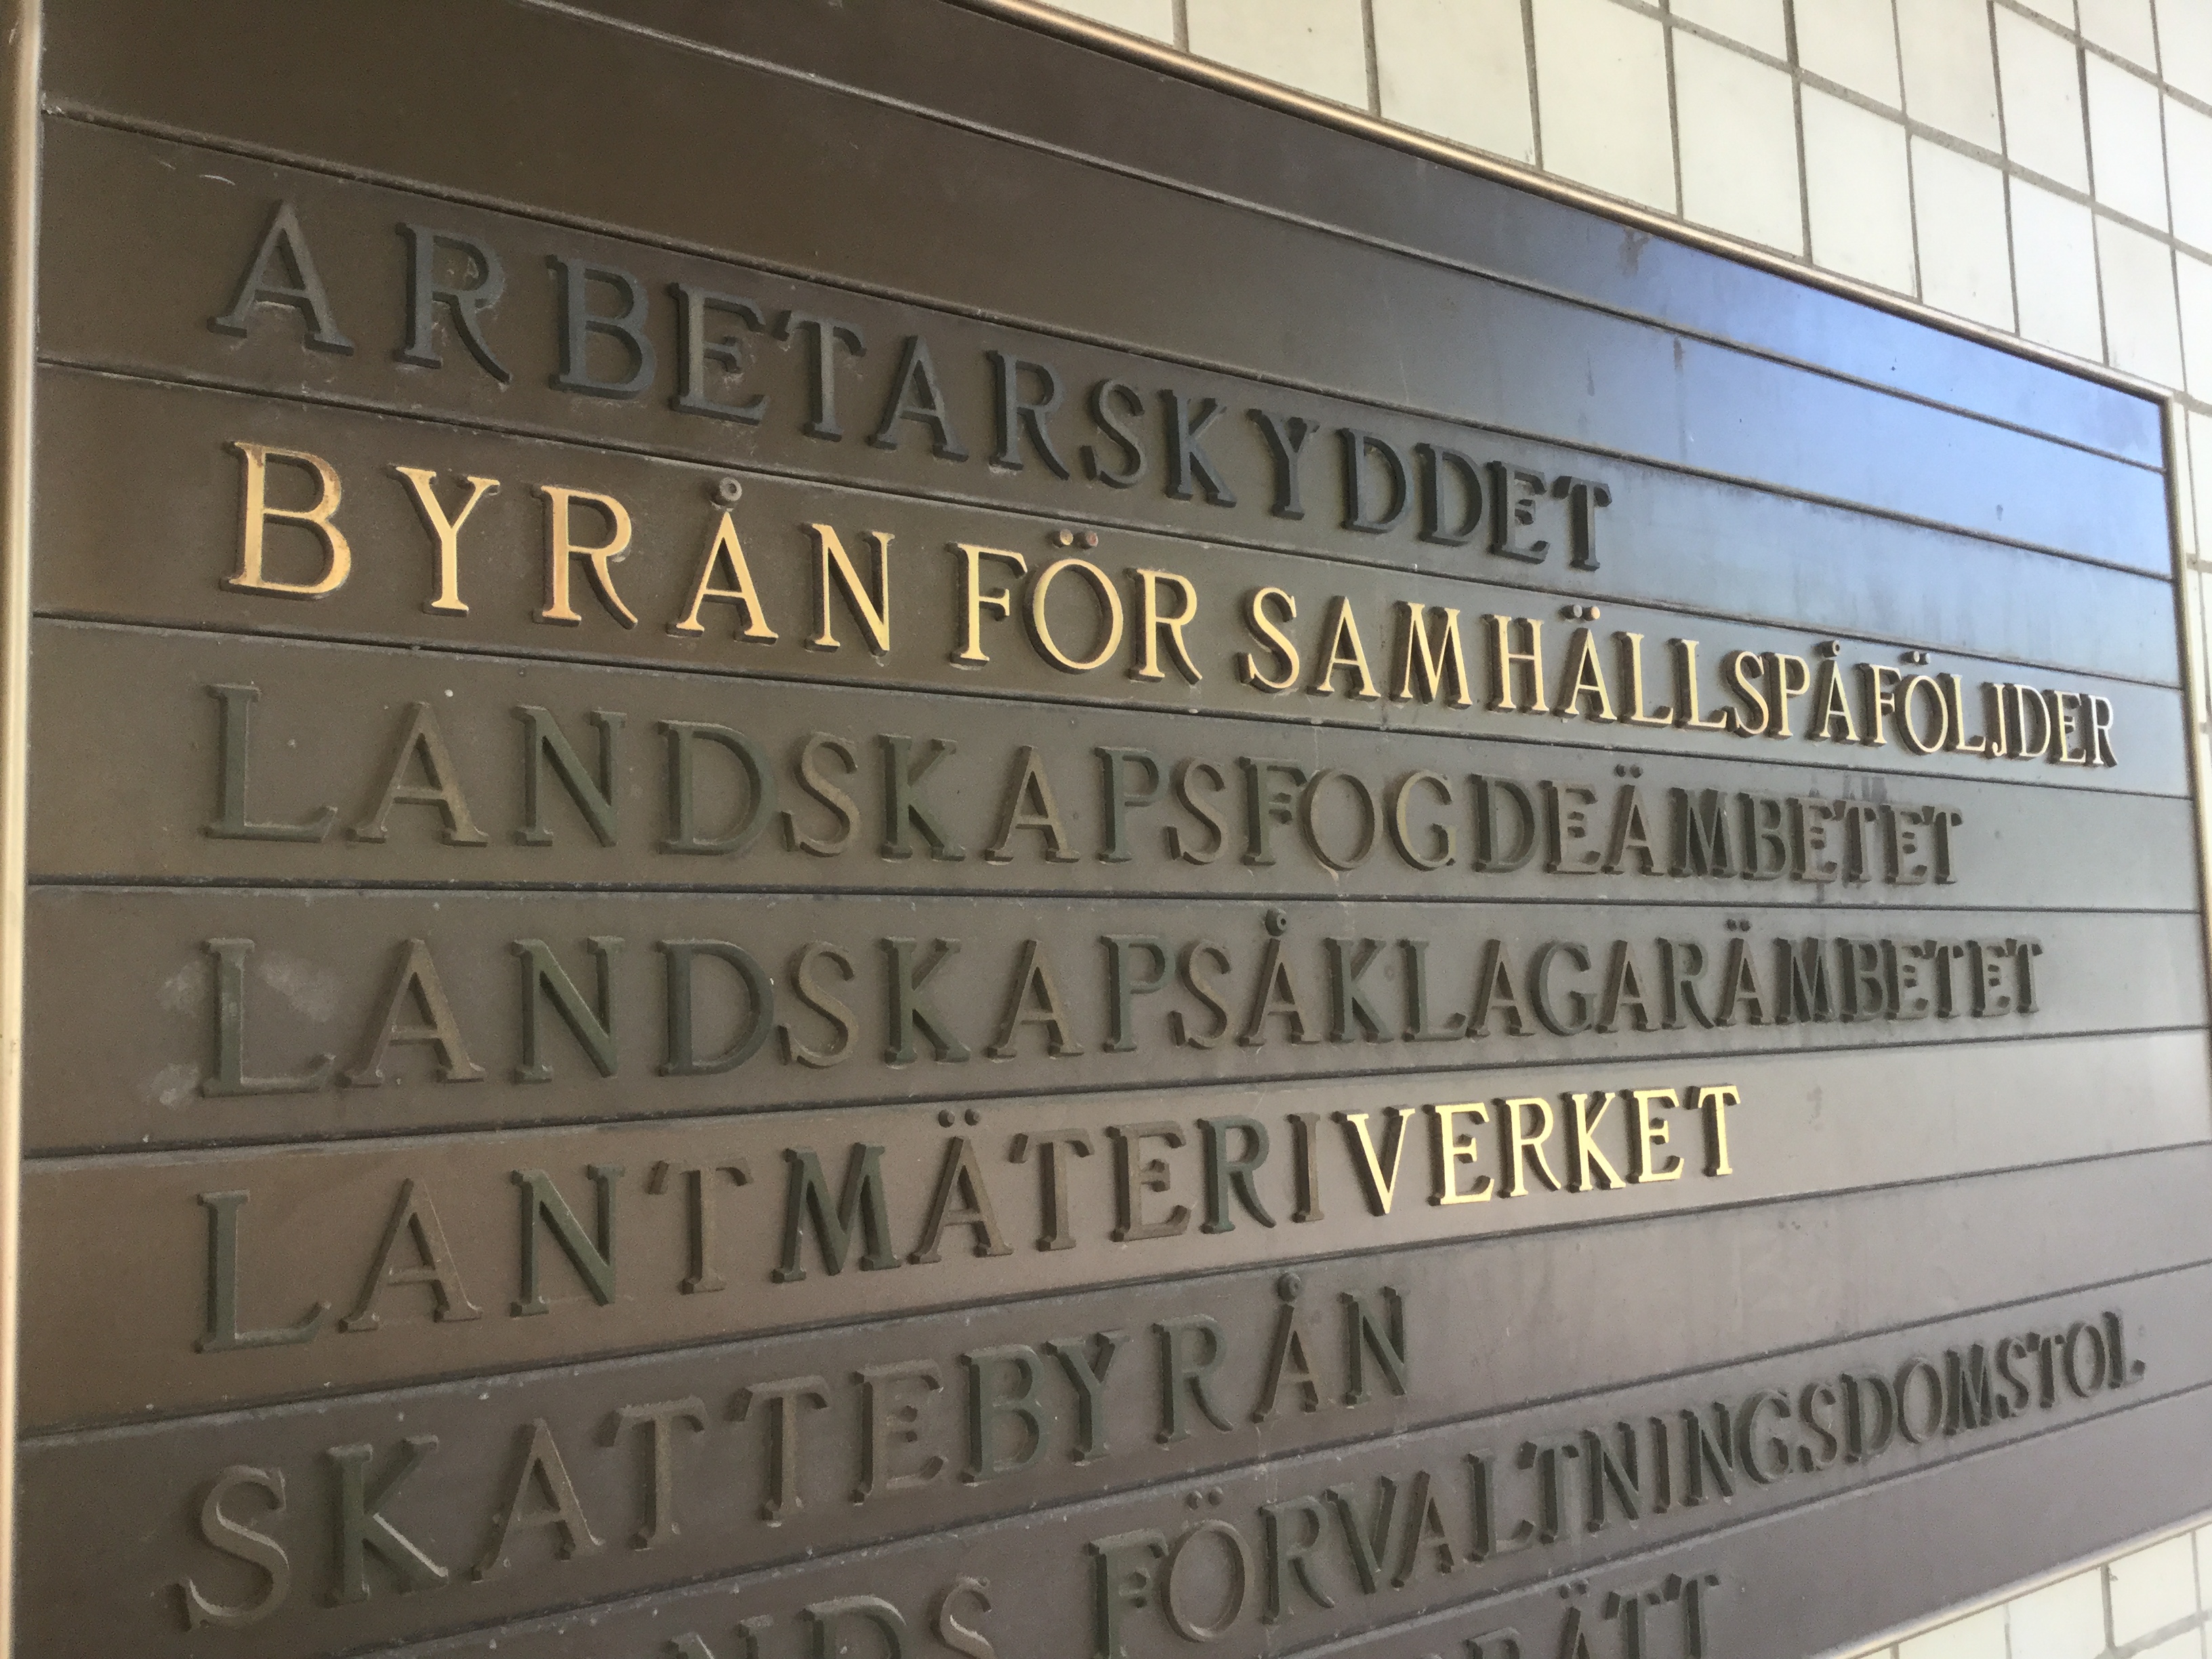 ARBETARSKYDDET
BYRÅN FÖR SAMHÄLLSPÅFÖLJDER
LANDSKAPSFOGDEÄMBETET
LANDSKAPSÅKLAGARÄMBETET
LANTMÄTERIVERKET
SKATTEBYRÅN
FÖRVALTNINGSDOMSTOL